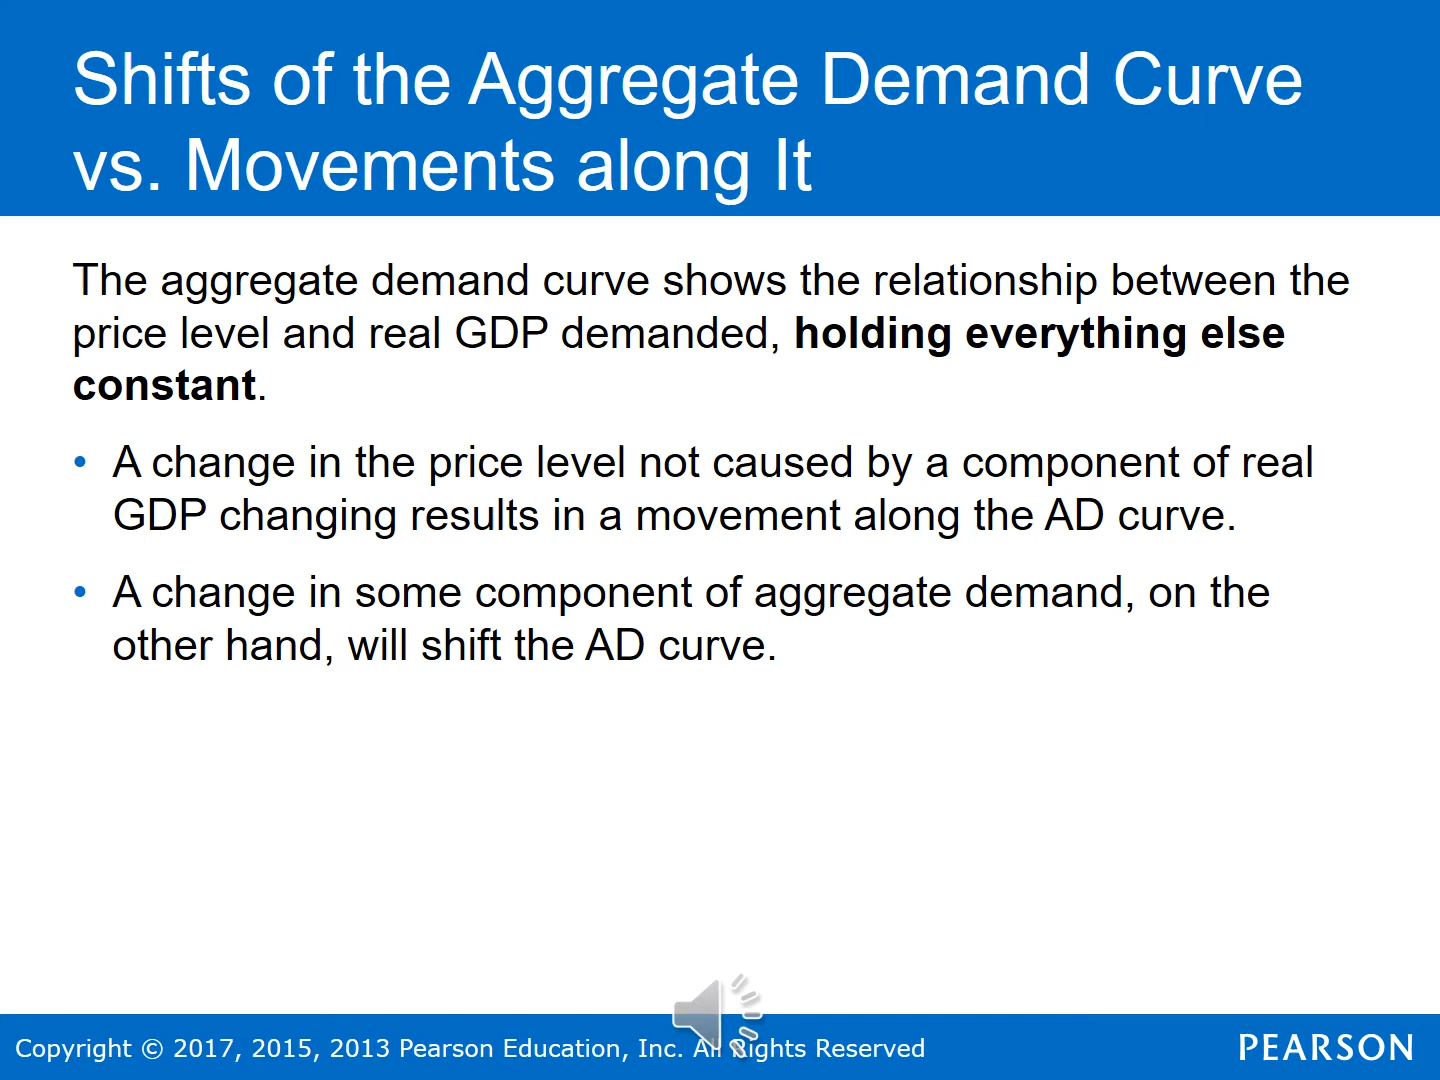 Shifts of the Aggregate Demand Curve
vs. Movements along It
The aggregate demand curve shows the relationship between the
price level and real GDP demanded, holding everything else
constant.
• A change in the price level not caused by a component of real
GDP changing results in a movement along the AD curve.
• A change in some component of aggregate demand, on the
other hand, will shift the AD curve.
Copyright © 2017, 2015, 2013 Pearson Education, Inc. All Rights Reserved
PEARSON